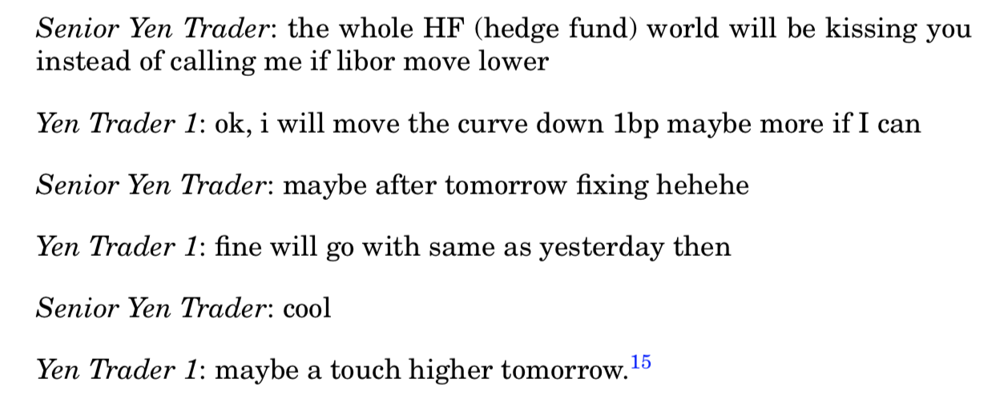 Senior Yen Trader: the whole HF (hedge fund) world will be kissing you
instead of calling me if libor move lower
Yen Trader 1: ok, i will move the curve down 1bp maybe more if I can
Senior Yen Trader: maybe after tomorrow fixing hehehe
Yen Trader 1: fine will go with same as yesterday then
Senior Yen Trader: cool
Yen Trader 1: maybe a touch higher tomorrow.15